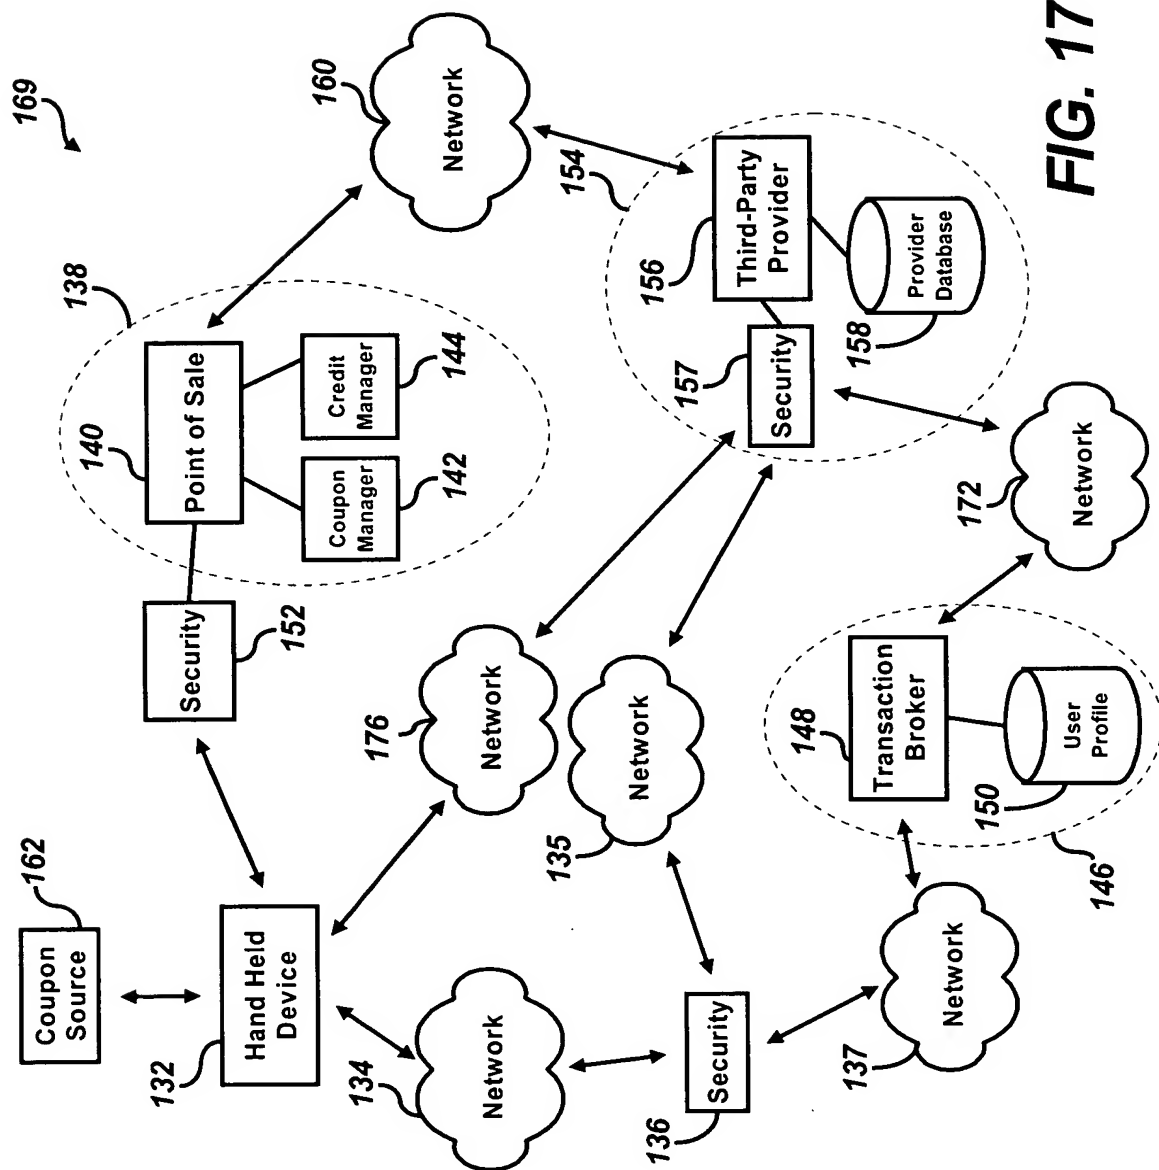 169
162
Coupon
Source
132
Hand Held
Device
134
Network
136
Security
152
Security
138
140
Point of Sale
142
Coupon
Manager
144
Credit
Manager
160
Network
176
Network
135
Network
137
Network
154
156
Third-Party
Provider
157
Security
158
Provider
Database
172
Network
146
148
Transaction
Broker
150
User
Profile
FIG. 17